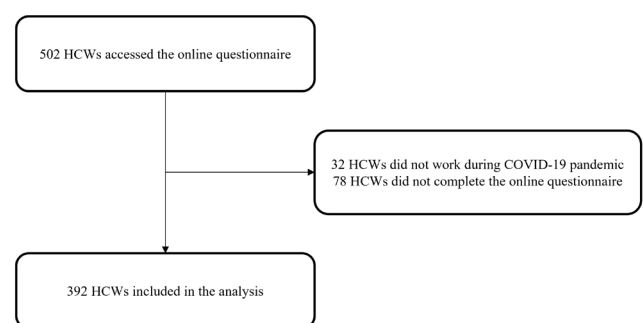 502 HCWs accessed the online questionnaire
32 HCWs did not work during COVID-19 pandemic
78 HCWs did not complete the online questionnaire
392 HCWs included in the analysis